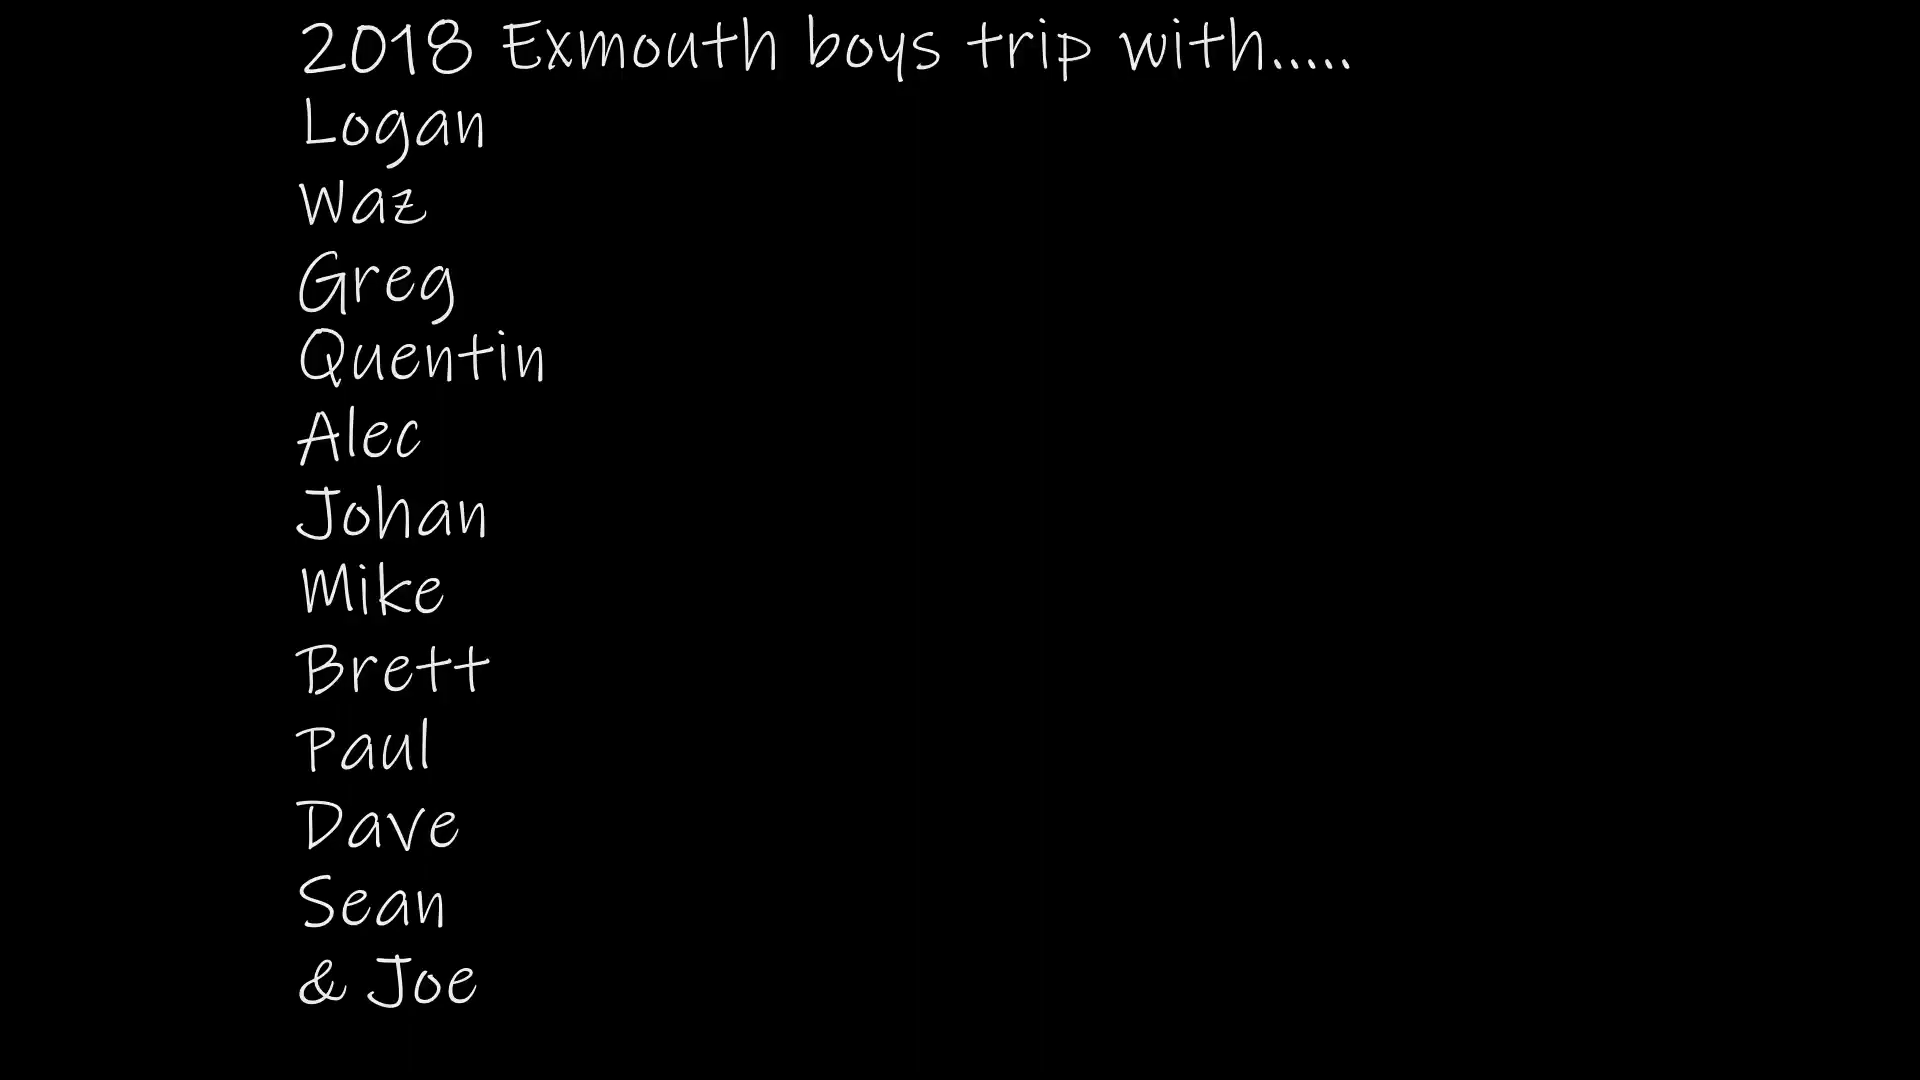 2018 Exmouth boys trip with.....
Logan
Waz
Greg
Quentin
Alec
Johan
Mike
Brett
Paul
Dave
Sean
& Joe